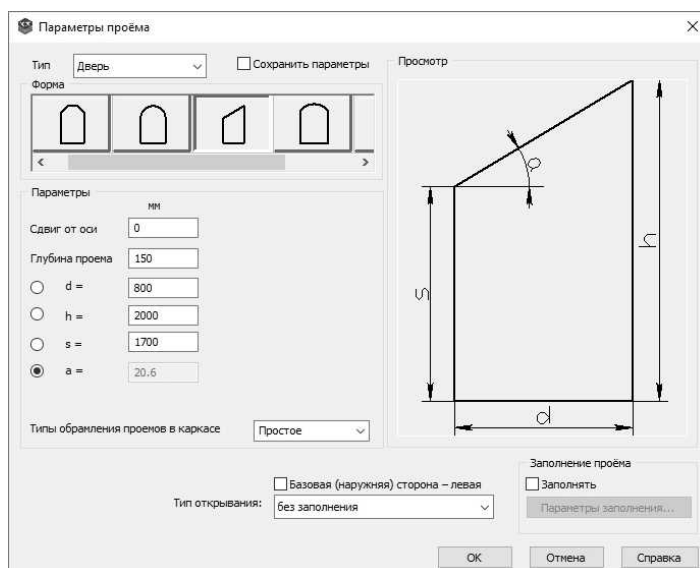 Параметры проёма
Тип
Дверь
Сохранить параметры
Форма
Параметры
мм
Сдвиг от оси
0
Глубина проема
150
d =
800
h =
2000
s =
1700
a =
20.6
Типы обрамления проемов в каркасе
Простое
Просмотр
a
s
h
d
Базовая (наружняя) сторона – левая
Тип открывания:
без заполнения
Заполнение проёма
Заполнять
Параметры заполнения...
OK
Отмена
Справка